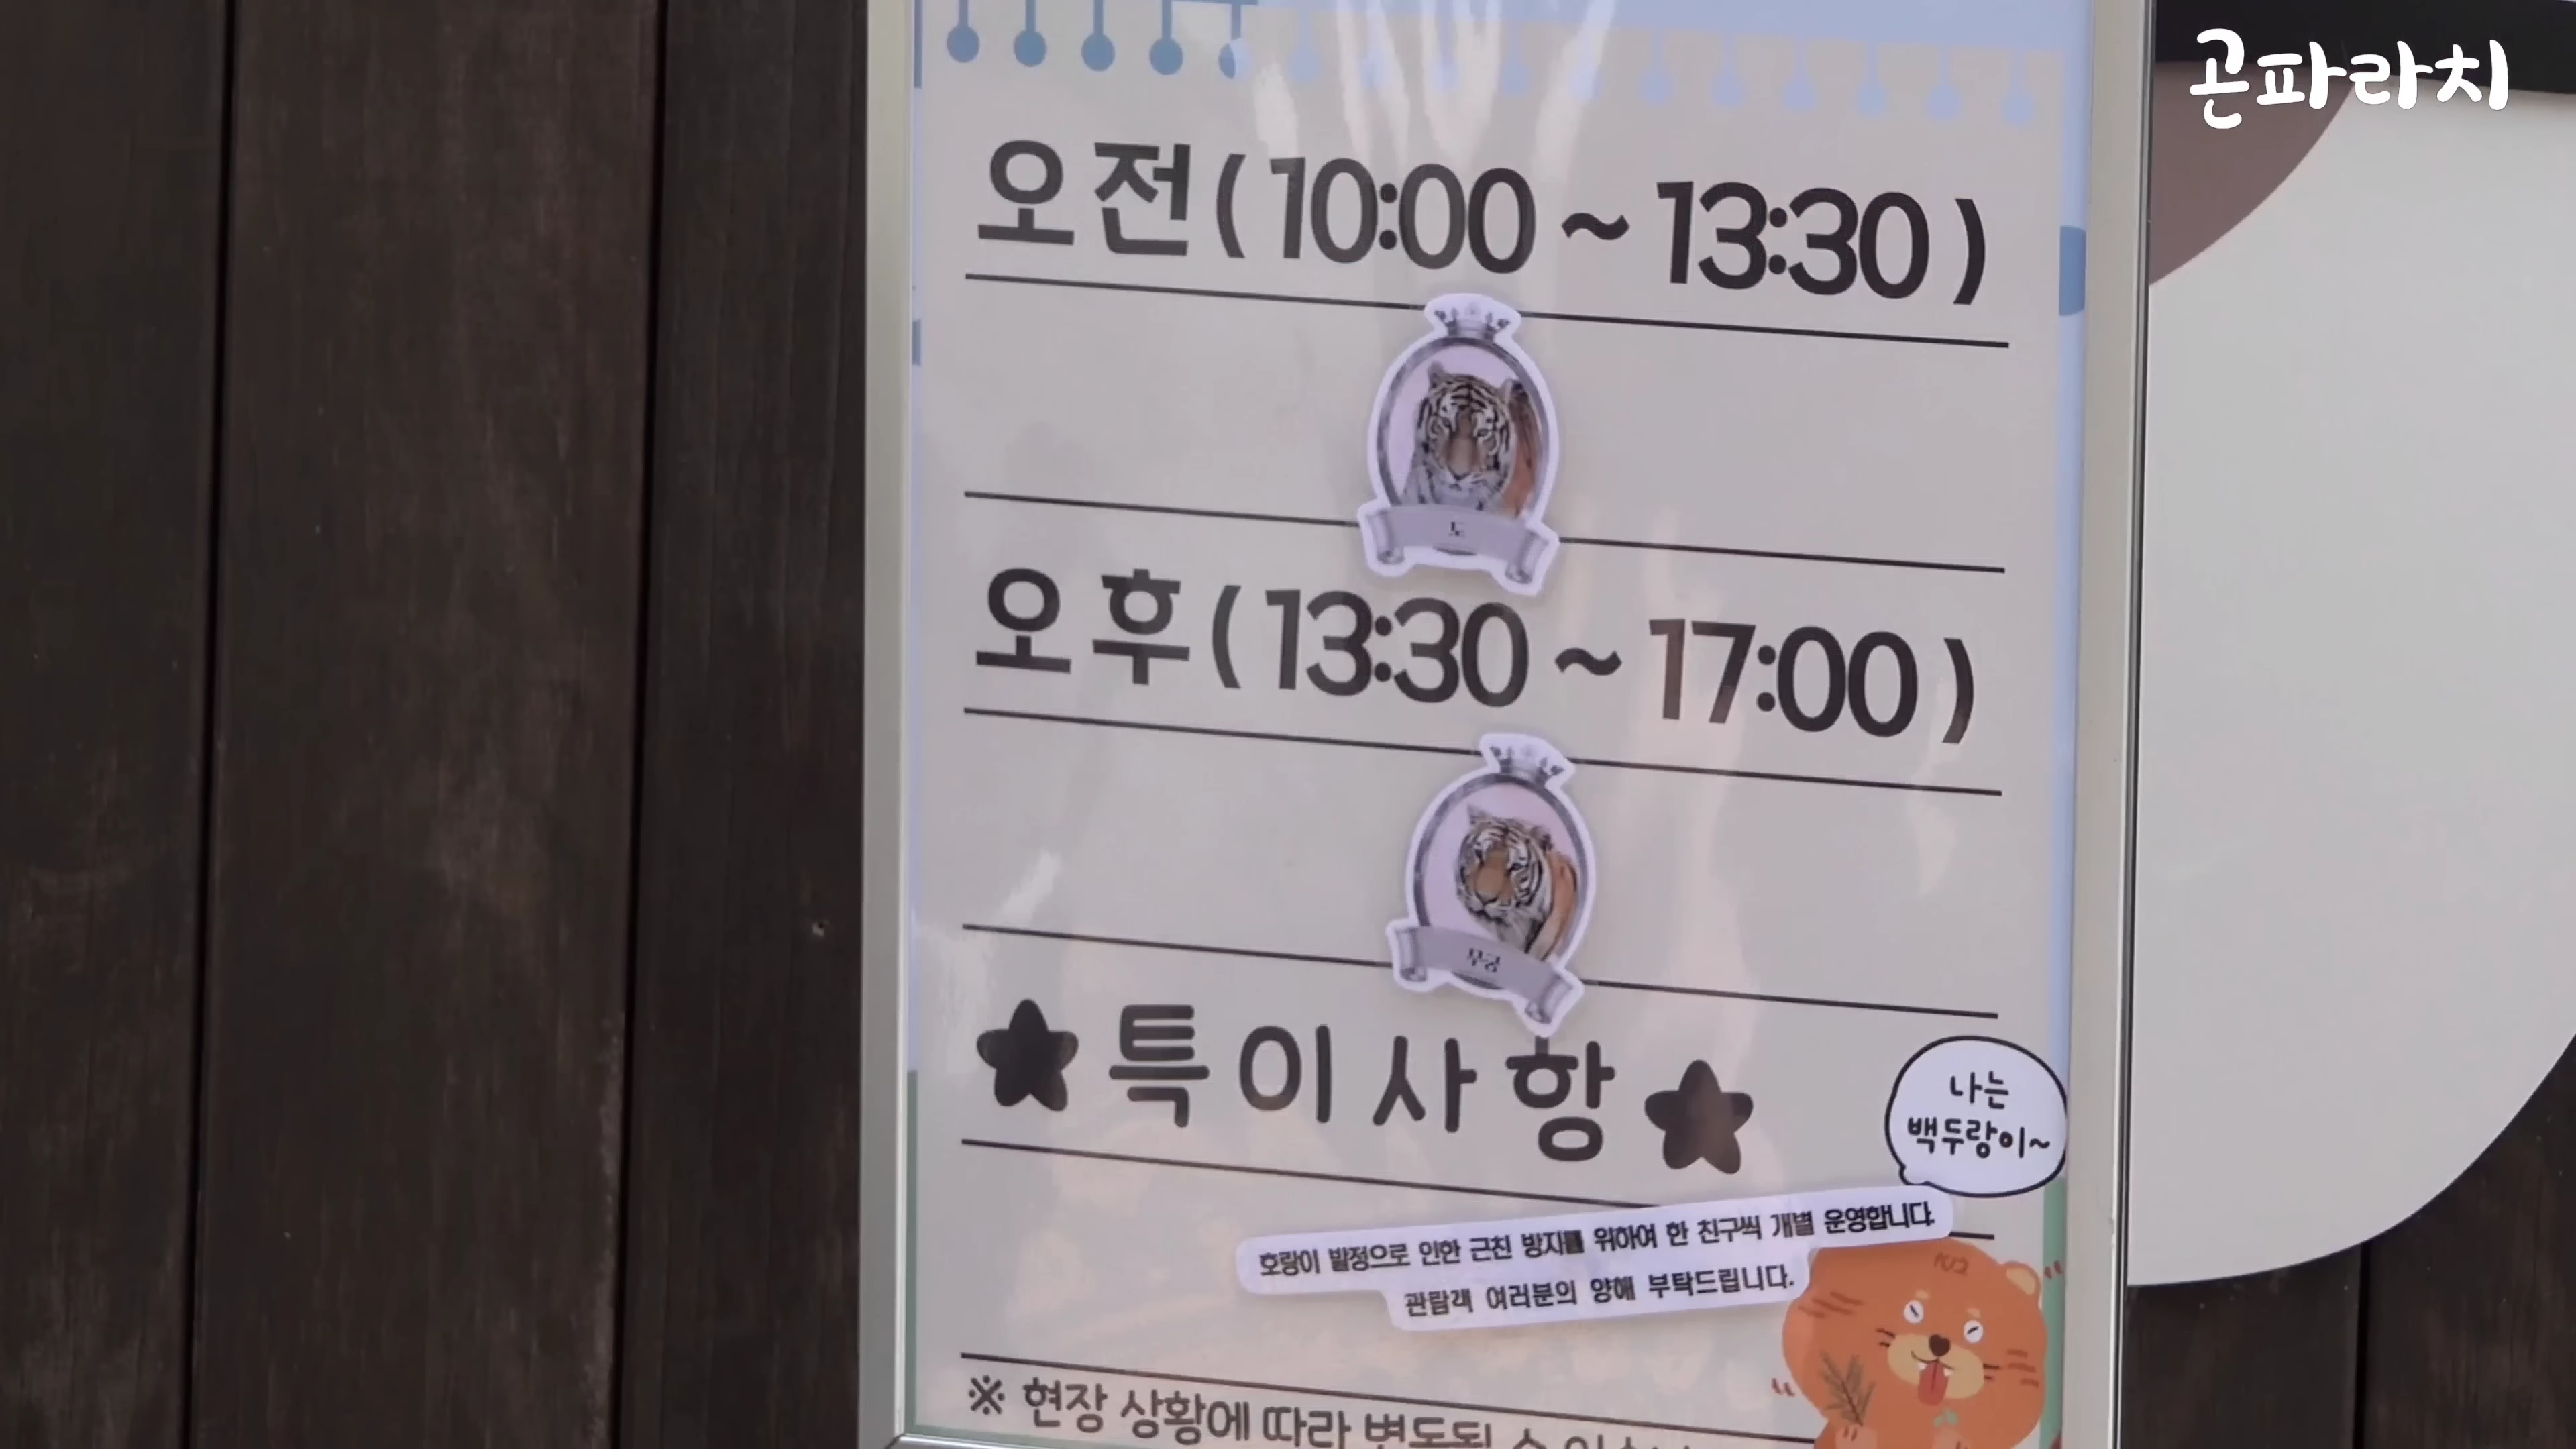 곤파라치
오전(10:00 ~ 13:30)
도
오후(13:30 ~ 17:00)
무궁
★특이사항★
나는
백두랑이~
호랑이 발정으로 인한 근친 방지를 위하여 한 친구씩 개별 운영합니다.
관람객 여러분의 양해 부탁드립니다.
※ 현장 상황에 따라 변동될 수